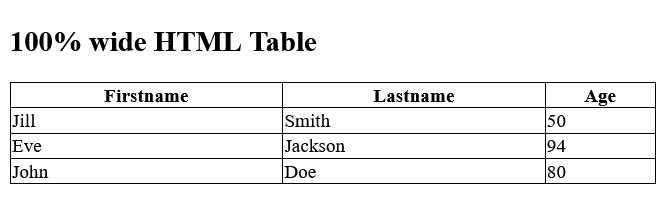 100% wide HTML Table
Firstname Lastname Age
Jill Smith 50
Eve Jackson 94
John Doe 80